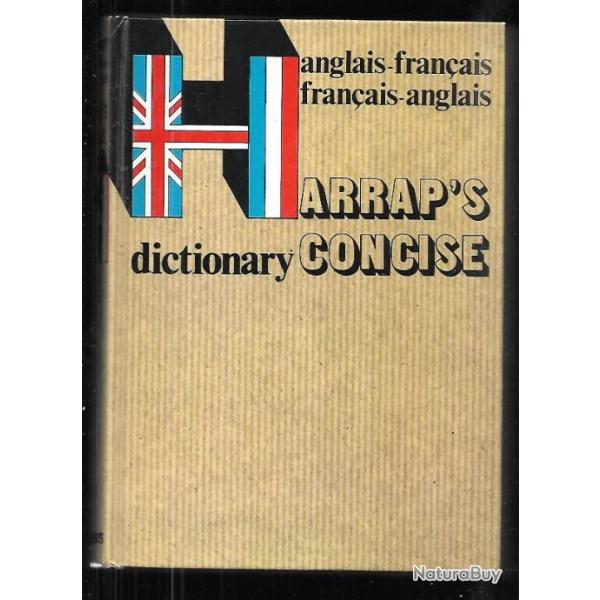 anglais-français
français-anglais
HARRAP'S
dictionary CONCISE
NaturaBuy